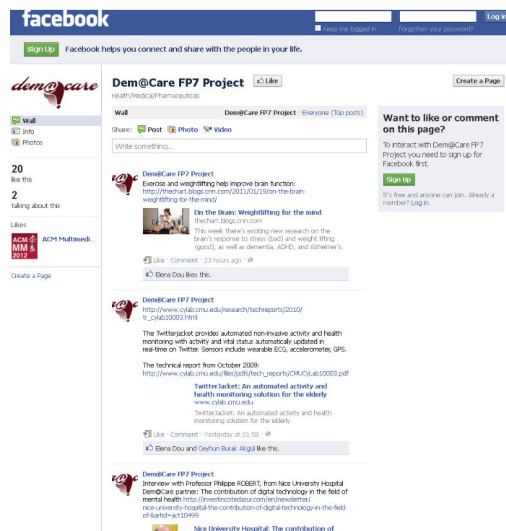 facebook
Log in
Keep me logged in
Forgotten your password?
Sign Up
Facebook helps you connect and share with the people in your life.
dem@care
Dem@Care FP7 Project
Like
Create a Page
Health/Medical/Pharmaceuticals
Wall
Info
Photos
20
like this
2
talking about this
Likes
ACM MM & 2012
ACM Multimedi...
Create a Page
Wall
Dem@Care FP7 Project · Everyone (Top posts)
Share: Post Photo Video
Write something...
Dem@Care FP7 Project
Exercise and weightlifting help improve brain function:
http://thechart.blogs.cnn.com/2011/01/19/on-the-brain-
weightlifting-for-the-mind/
On the Brain: Weightlifting for the mind
thechart.blogs.cnn.com
This week there's exciting new research on the
brain's response to stress (bad) and weight lifting
(good), as well as dementia, ADHD, and Alzheimer's.
Like · Comment · 23 hours ago ·
Elena Dou likes this.
Dem@Care FP7 Project
http://www.cylab.cmu.edu/research/techreports/2010/
tr_cylab10003.html
The Twitterjacket provides automated non-invasive activity and health
monitoring with activity and vital status automatically updated in
real-time on Twitter. Sensors include wearable ECG, accelerometer, GPS.
The technical report from October 2009:
http://www.cylab.cmu.edu/files/pdfs/tech_reports/CMUCyLab10003.pdf
TwitterJacket: An automated activity and
health monitoring solution for the elderly
www.cylab.cmu.edu
TwitterJacket: An automated activity and health
monitoring solution for the elderly
Like · Comment · Yesterday at 01:58 ·
Elena Dou and Ceyhun Burak Akgül like this.
Dem@Care FP7 Project
Interview with Professor Philippe ROBERT, from Nice University Hospital
Dem@Care partner: The contribution of digital technology in the field of
mental health http://investincotedazur.com/en/newsletter/
nice-university-hospital-the-contribution-of-digital-technology-in-the-field-
of-&artid=act10499
Nice University Hospital: The contribution of
Want to like or comment
on this page?
To interact with Dem@Care FP7
Project you need to sign up for
Facebook first.
Sign Up
It's free and anyone can join. Already a
member? Log in.